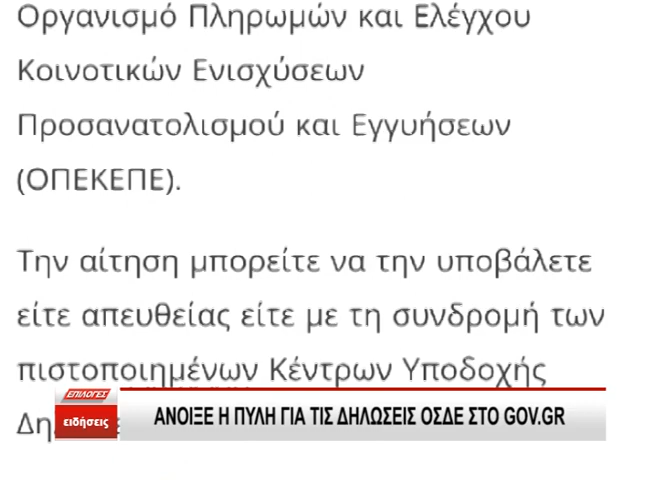 Οργανισμό Πληρωμών και Ελέγχου
Κοινοτικών Ενισχύσεων
Προσανατολισμού και Εγγυήσεων
(ΟΠΕΚΕΠΕ).
Την αίτηση μπορείτε να την υποβάλετε
είτε απευθείας είτε με τη συνδρομή των
πιστοποιημένων Κέντρων Υποδοχής
ΕΠΙΛΟΓΕΣ
ειδήσεις
ΑΝΟΙΞΕ Η ΠΥΛΗ ΓΙΑ ΤΙΣ ΔΗΛΩΣΕΙΣ ΟΣΔΕ ΣΤΟ GOV.GR